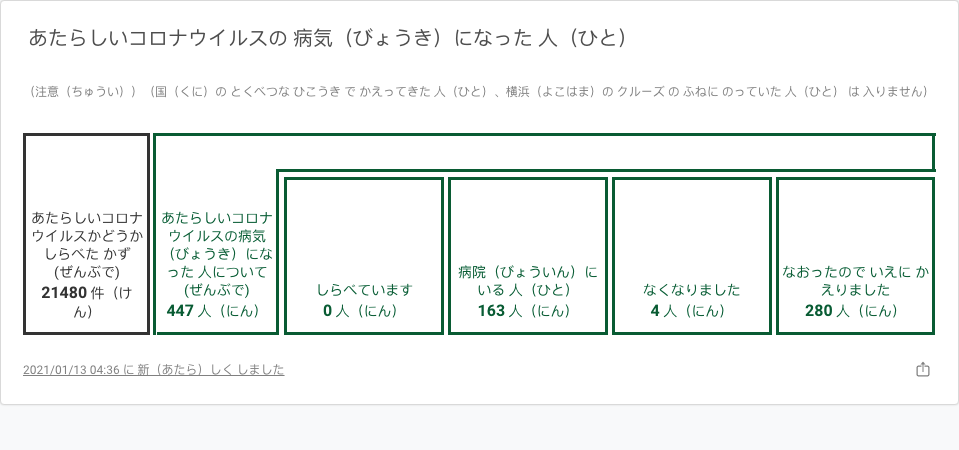 あたらしいコロナウイルスの 病気（びょうき）になった 人（ひと）
（注意（ちゅうい））（国（くに）の とくべつな ひこうき で かえってきた 人（ひと）、横浜（よこはま）の クルーズ の ふねに のっていた 人（ひと） は 入りません）
あたらしいコロナ
ウイルスかどうか
しらべた かず
(ぜんぶで)
21480 件（け
ん）
あたらしいコロナ
ウイルスの病気
（びょうき）にな
った 人について
(ぜんぶで)
447 人（にん）
しらべています
0 人（にん）
病院（びょういん）に
いる 人（ひと）
163 人（にん）
なくなりました
4 人（にん）
なおったので いえに か
えりました
280 人（にん）
2021/01/13 04:36 に 新（あたら）しく しました